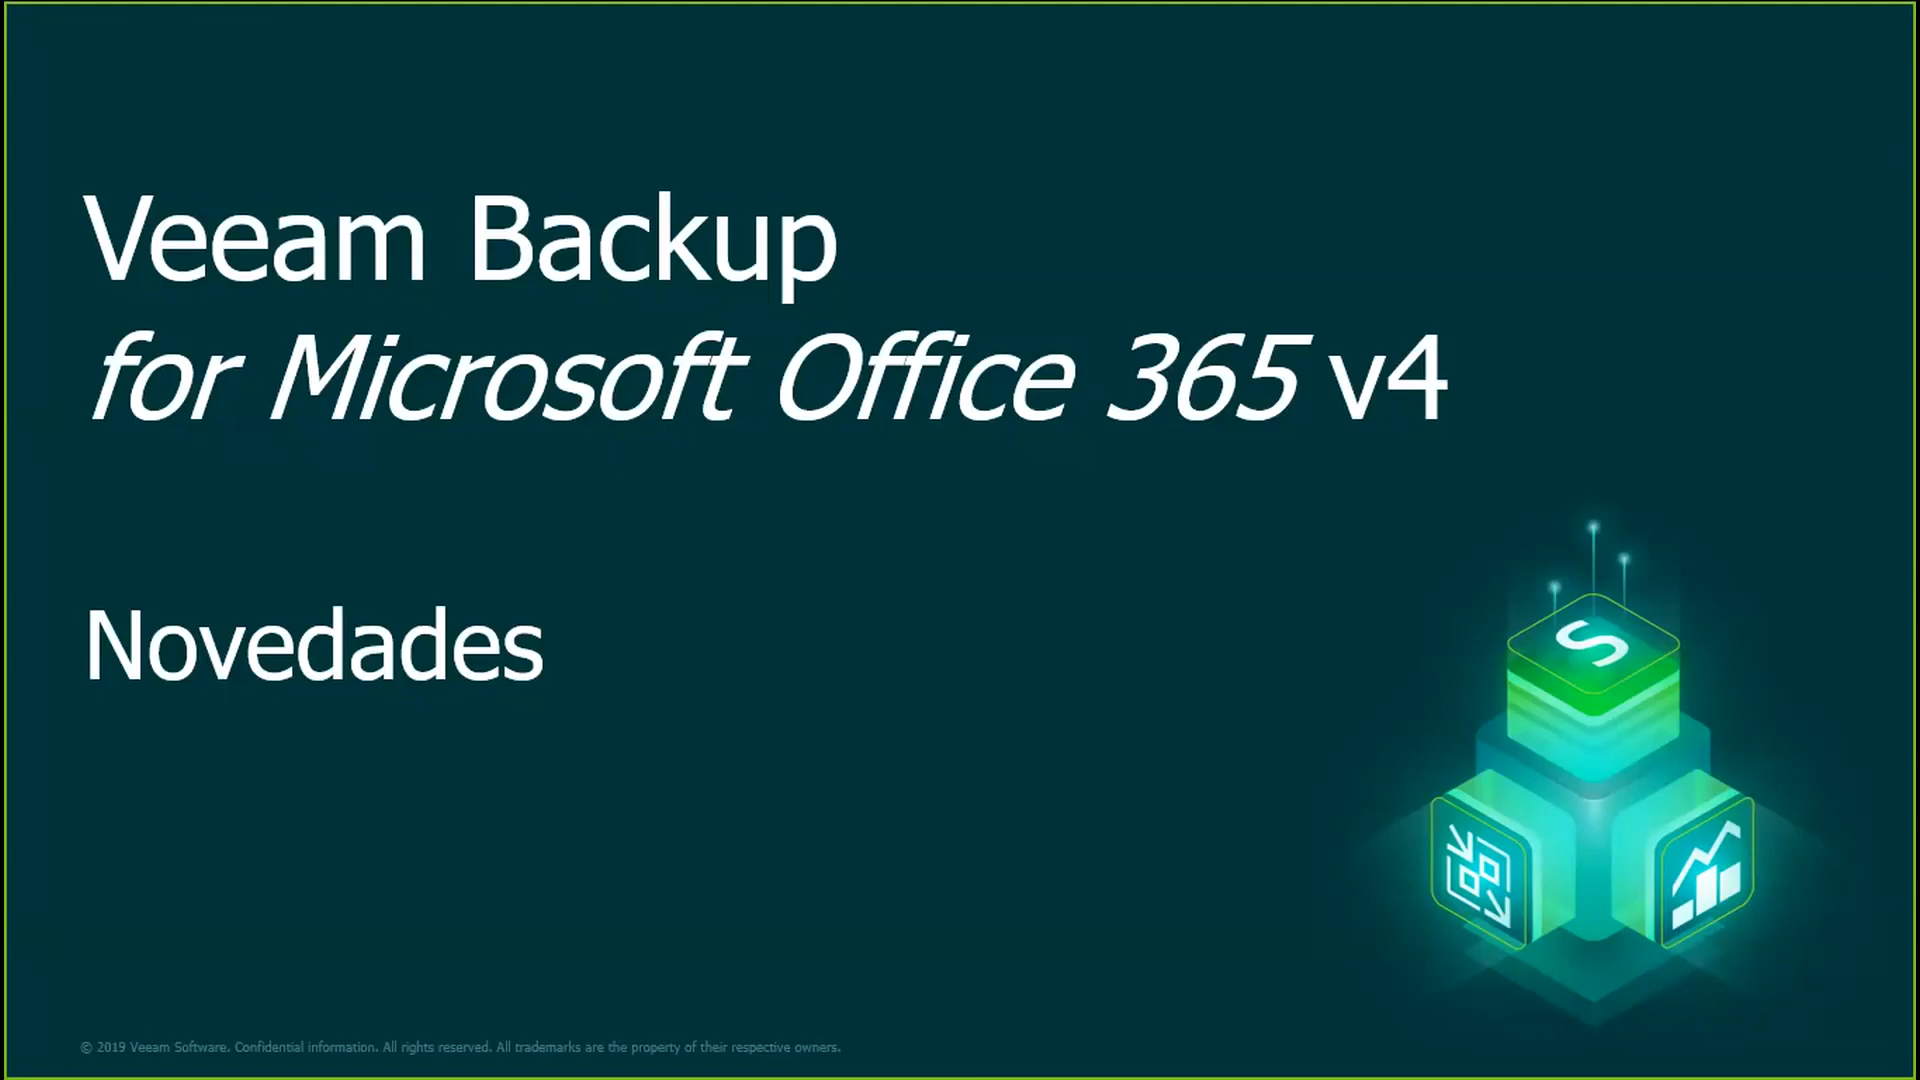 Veeam Backup
for Microsoft Office 365 v4
S
Novedades
© 2019 Veeam Software. Confidential information. All rights reserved. All trademarks are the property of their respective owners.